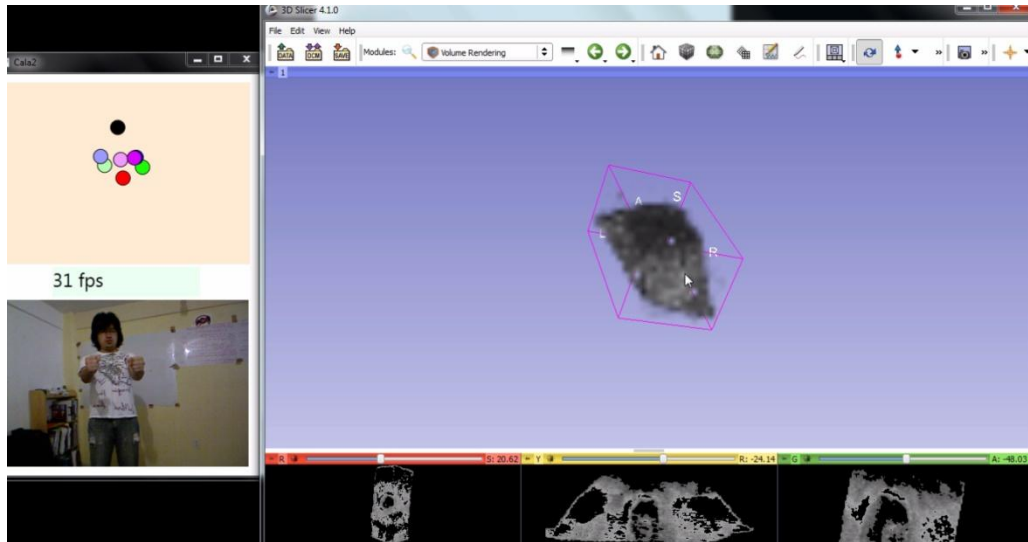 3D Slicer 4.1.0
File Edit View Help
DATA DCM SAVE Modules: Volume Rendering
Cala2
1
A S
L R
31 fps
R S: 20.62 Y R: -24.14 G A: -48.03